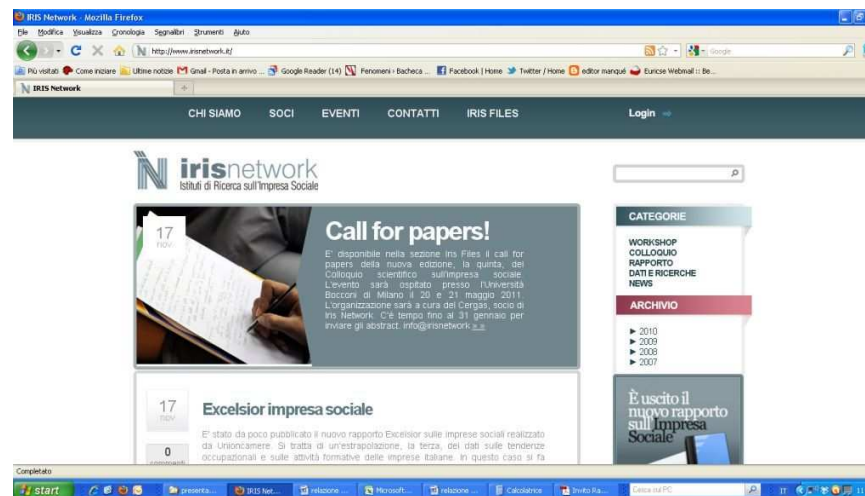 IRIS Network - Mozilla Firefox
File Modifica Visualizza Cronologia Segnalibri Strumenti Aiuto
http://www.irisnetwork.it/
Google
Più visitati Come iniziare Ultime notizie Gmail - Posta in arrivo ... Google Reader (14) Fenomeni › Bacheca ... Facebook | Home Twitter / Home editor manqué Euricse Webmail :: Be...
IRIS Network
CHI SIAMO SOCI EVENTI CONTATTI IRIS FILES Login
irisnetwork
Istituti di Ricerca sull'Impresa Sociale
17
nov
Call for papers!
E' disponibile nella sezione Iris Files il call for
papers della nuova edizione, la quinta, del
Colloquio scientifico sull'impresa sociale.
L'evento sarà ospitato presso l'Università
Bocconi di Milano il 20 e 21 maggio 2011.
L'organizzazione sarà a cura del Cergas, socio di
Iris Network. C'è tempo fino al 31 gennaio per
inviare gli abstract. info@irisnetwork » »
CATEGORIE
WORKSHOP
COLLOQUIO
RAPPORTO
DATI E RICERCHE
NEWS
ARCHIVIO
► 2010
► 2009
► 2008
► 2007
È uscito il
nuovo rapporto
sull'Impresa
Sociale
17
nov
0
commenti
Excelsior impresa sociale
E' stato da poco pubblicato il nuovo rapporto Excelsior sulle imprese sociali realizzato
da Unioncamere. Si tratta di un'estrapolazione, la terza, dei dati sulle tendenze
occupazionali e sulle attività formative delle imprese italiane. In questo caso si fa
Completato
start presenta... IRIS Net... relazione ... Microsoft... relazione ... Calcolatrice Invito Ra... Cerca sul PC IT